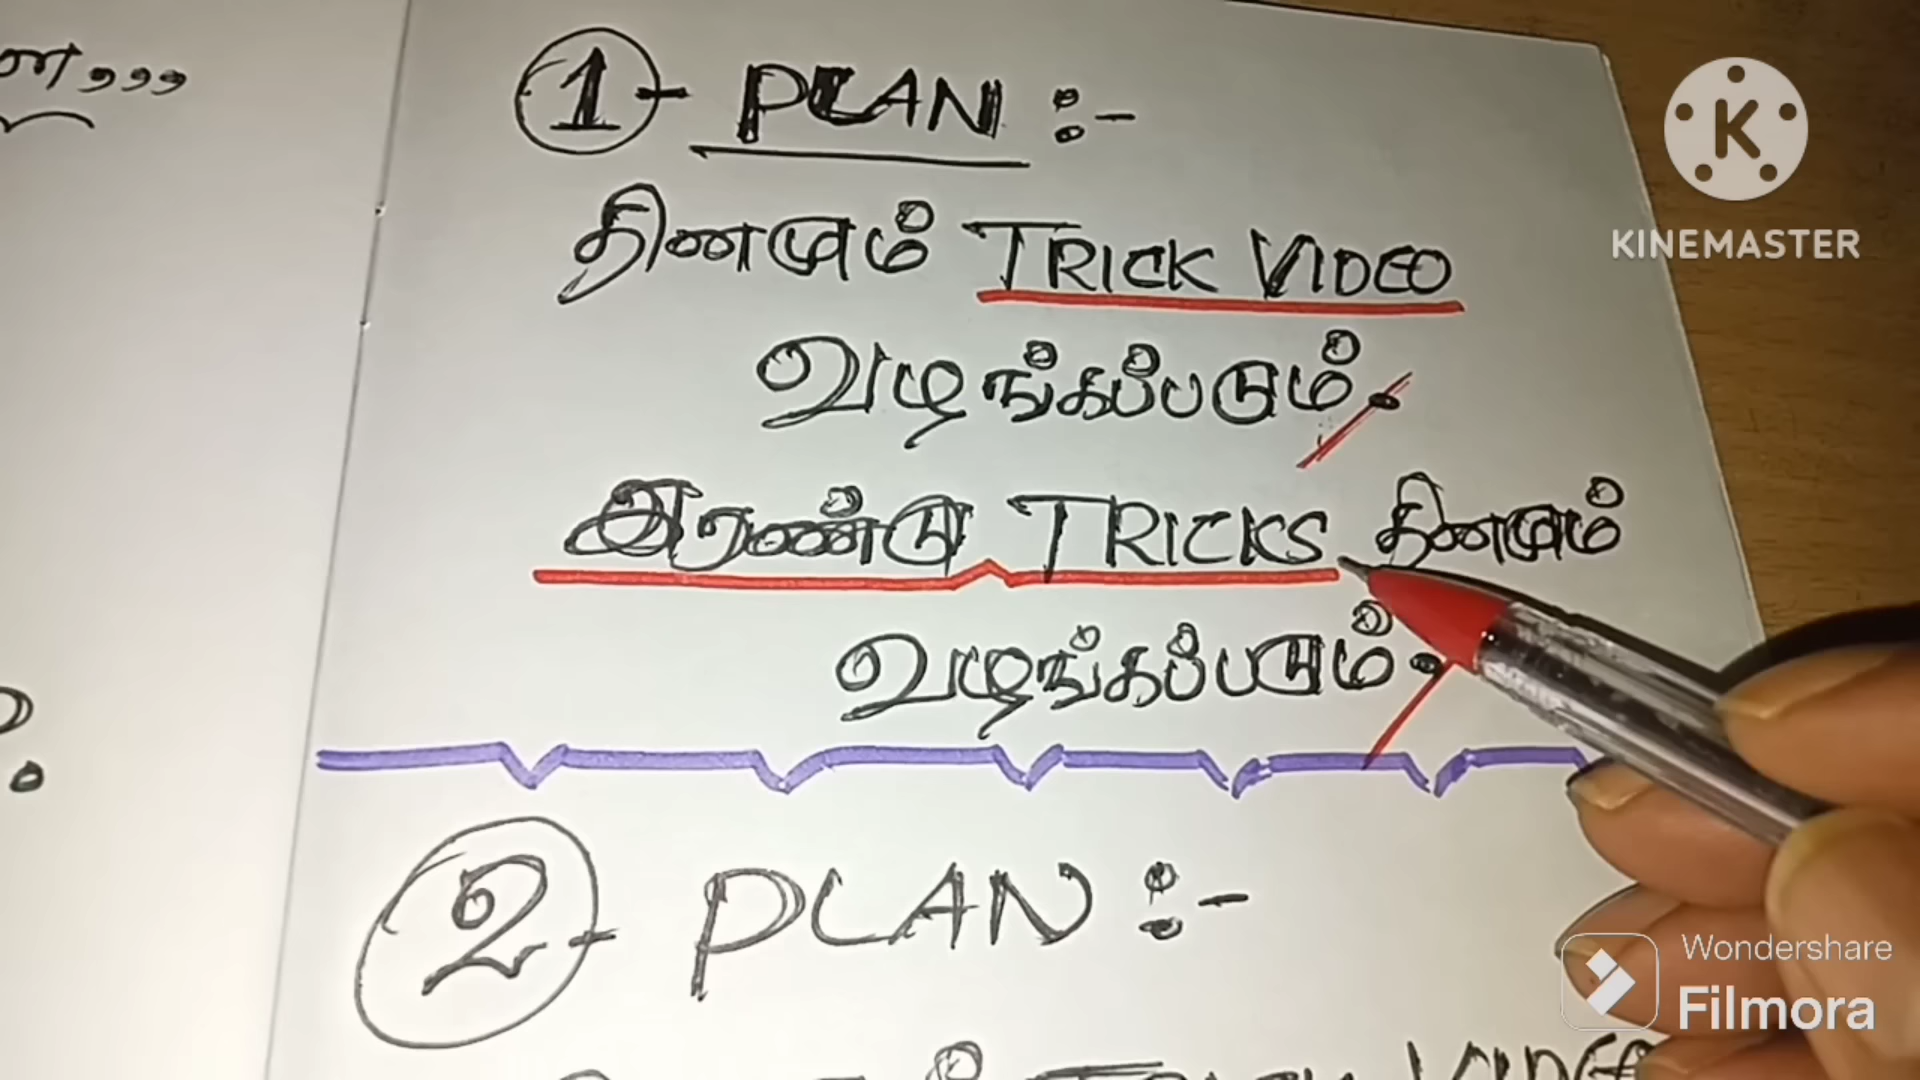 1- PLAN :-
தினமும் TRICK VIDEO
வழங்கப்படும்.
இரண்டு TRICKS தினமும்
வழங்கப்படும்.
2- PLAN :-
KINEMASTER
Wondershare
Filmora